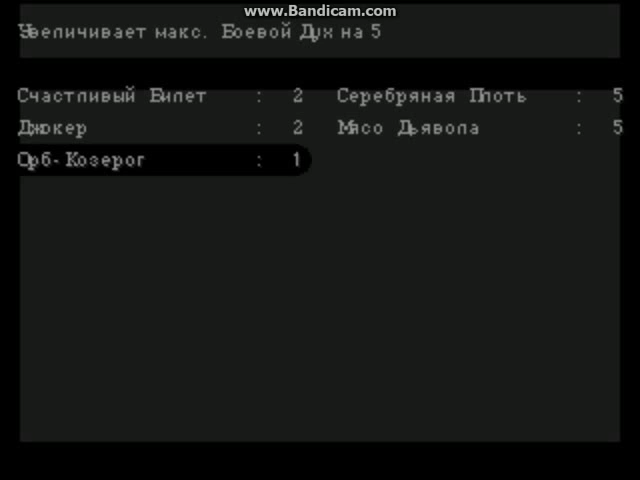 www.Bandicam.com
Увеличивает макс. Боевой Дух на 5
Счастливый Билет : 2 Серебряная Плоть : 5
Джокер : 2 Мясо Дьявола : 5
Орб-Козерог : 1